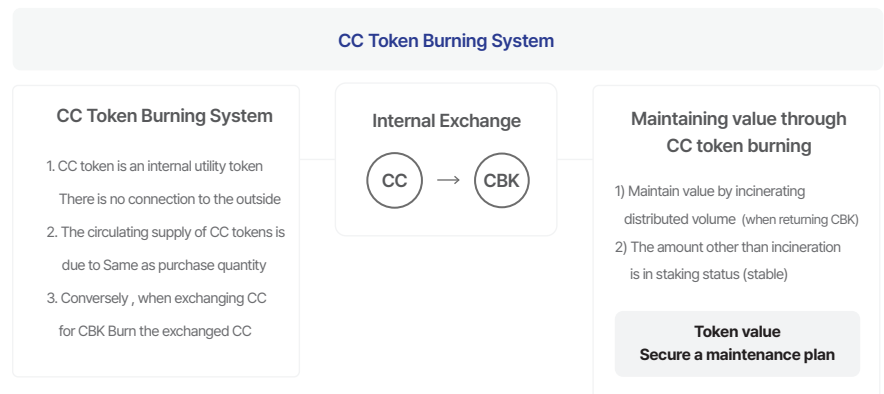 CC Token Burning System
CC Token Burning System
1. CC token is an internal utility token
There is no connection to the outside
2. The circulating supply of CC tokens is
due to Same as purchase quantity
3. Conversely , when exchanging CC
for CBK Burn the exchanged CC
Internal Exchange
CC → CBK
Maintaining value through
CC token burning
1) Maintain value by incinerating
distributed volume (when returning CBK)
2) The amount other than incineration
is in staking status (stable)
Token value
Secure a maintenance plan